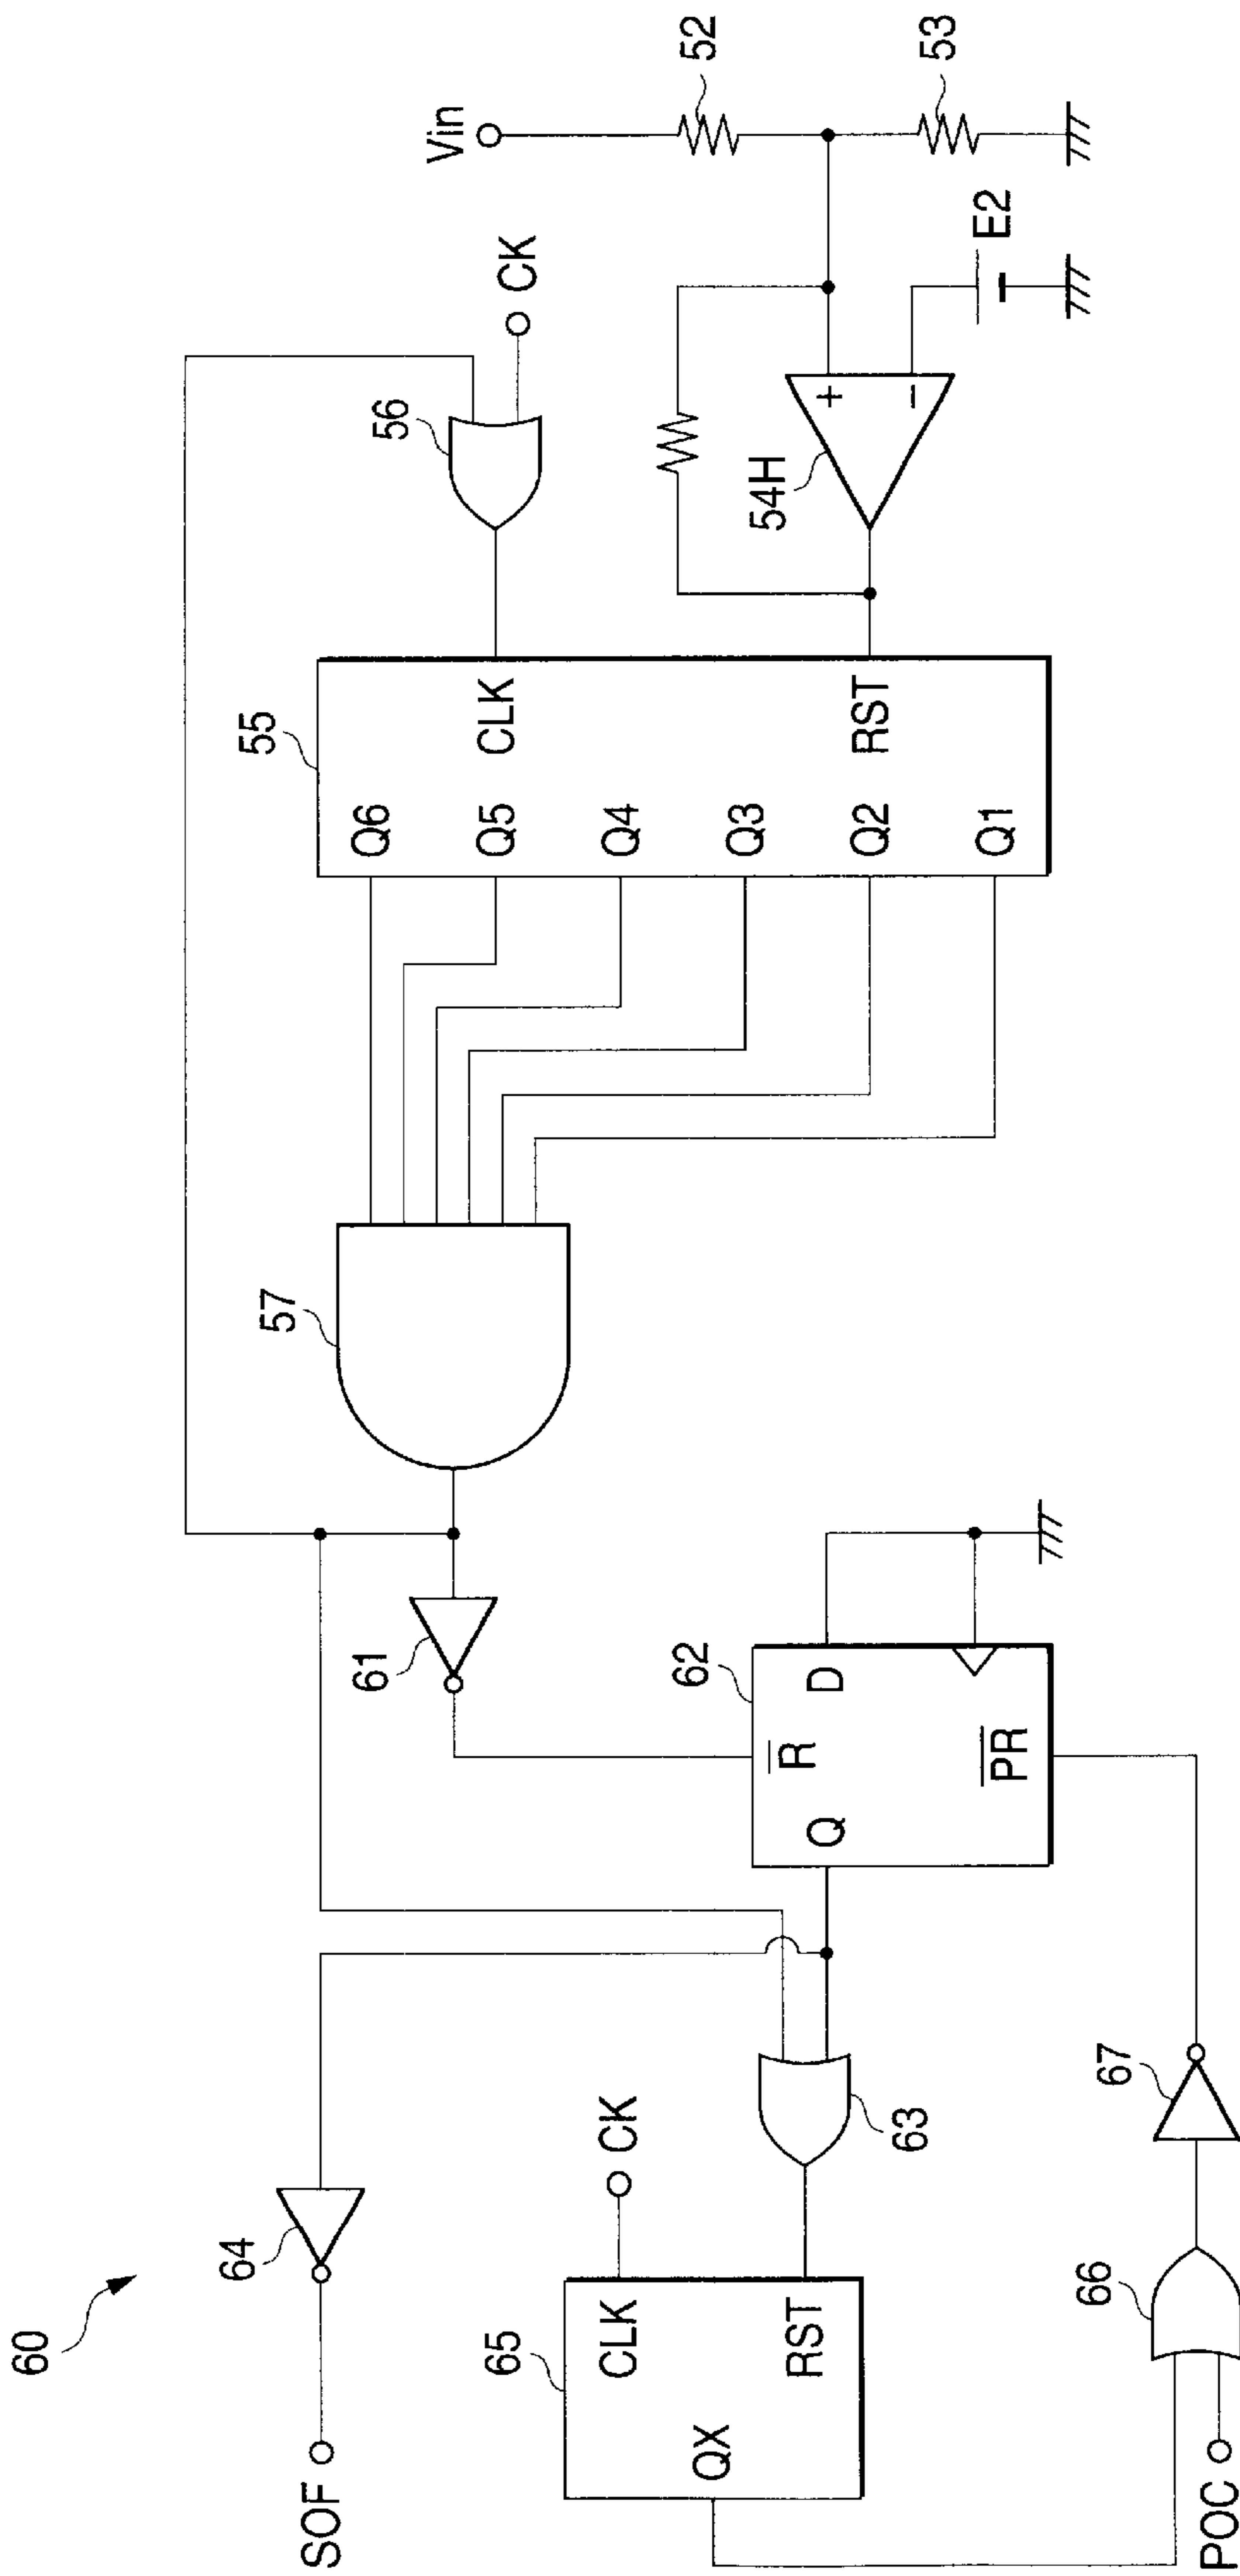 60
SOF
64
65
CLK
QX
RST
CK
63
POC
66
67
62
R
D
Q
PR
61
57
55
Q6
Q5
Q4
Q3
Q2
Q1
CLK
RST
56
CK
54H
+
−
E2
Vin
52
53